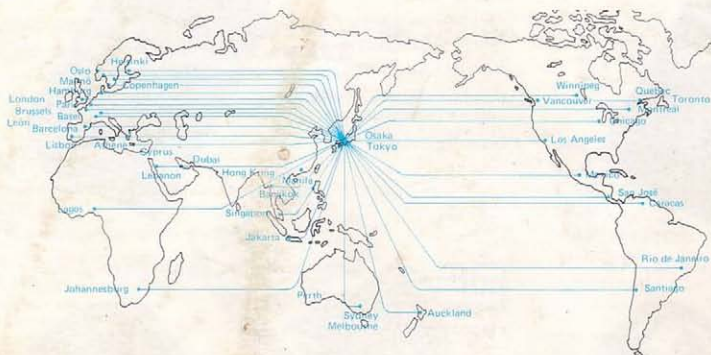 Helsinki
Oslo
Malmö
Copenhagen
Hamburg
London
Paris
Brussels
Basel
León
Barcelona
Lisbon
Athens
Cyprus
Lebanon
Dubai
Hong Kong
Manila
Bangkok
Singapore
Jakarta
Lagos
Johannesburg
Osaka
Tokyo
Perth
Sydney
Melbourne
Auckland
Winnipeg
Vancouver
Quebec
Toronto
Montreal
Chicago
Los Angeles
Mexico
San José
Caracas
Rio de Janeiro
Santiago